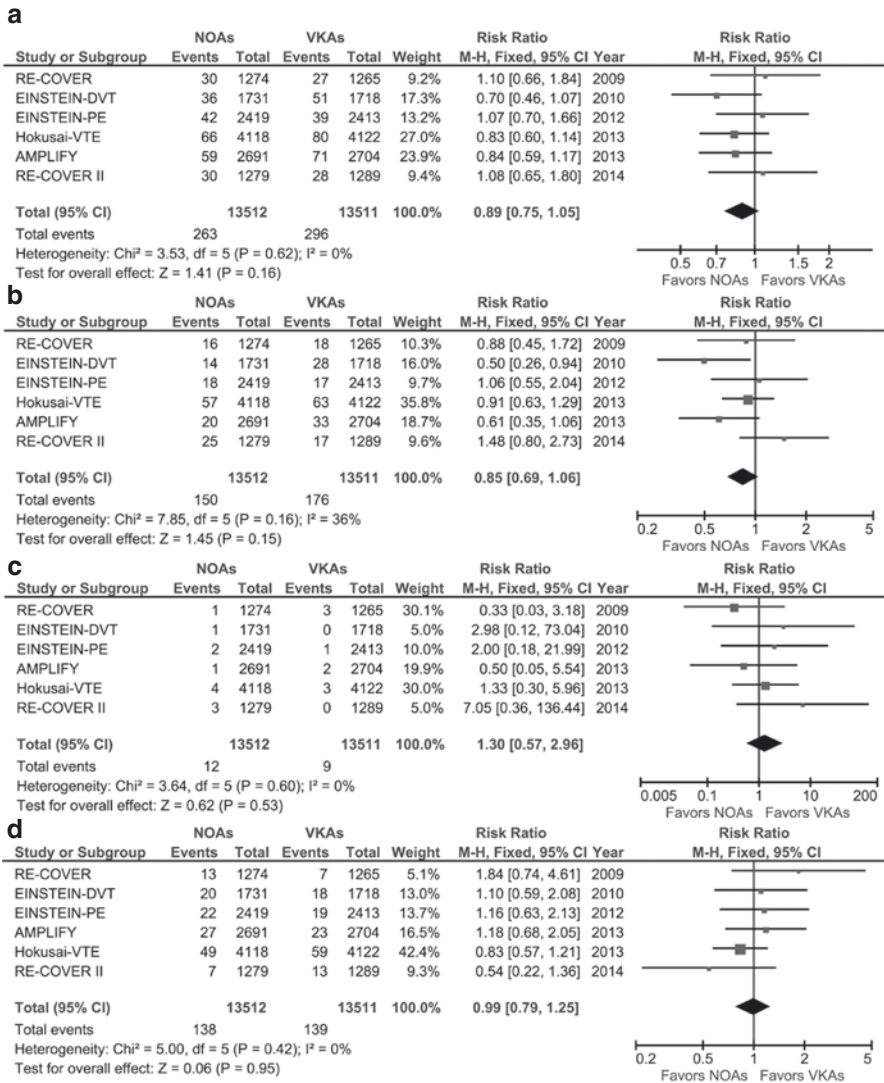 a
NOAs VKAs Risk Ratio Risk Ratio
Study or Subgroup Events Total Events Total Weight M-H, Fixed, 95% CI Year M-H, Fixed, 95% CI
RE-COVER 30 1274 27 1265 9.2% 1.10 [0.66, 1.84] 2009
EINSTEIN-DVT 36 1731 51 1718 17.3% 0.70 [0.46, 1.07] 2010
EINSTEIN-PE 42 2419 39 2413 13.2% 1.07 [0.70, 1.66] 2012
Hokusai-VTE 66 4118 80 4122 27.0% 0.83 [0.60, 1.14] 2013
AMPLIFY 59 2691 71 2704 23.9% 0.84 [0.59, 1.17] 2013
RE-COVER II 30 1279 28 1289 9.4% 1.08 [0.65, 1.80] 2014
Total (95% CI) 13512 13511 100.0% 0.89 [0.75, 1.05]
Total events 263 296
Heterogeneity: Chi² = 3.53, df = 5 (P = 0.62); I² = 0%
Test for overall effect: Z = 1.41 (P = 0.16)
0.5 0.7 1 1.5 2
Favors NOAs Favors VKAs
b
NOAs VKAs Risk Ratio Risk Ratio
Study or Subgroup Events Total Events Total Weight M-H, Fixed, 95% CI Year M-H, Fixed, 95% CI
RE-COVER 16 1274 18 1265 10.3% 0.88 [0.45, 1.72] 2009
EINSTEIN-DVT 14 1731 28 1718 16.0% 0.50 [0.26, 0.94] 2010
EINSTEIN-PE 18 2419 17 2413 9.7% 1.06 [0.55, 2.04] 2012
Hokusai-VTE 57 4118 63 4122 35.8% 0.91 [0.63, 1.29] 2013
AMPLIFY 20 2691 33 2704 18.7% 0.61 [0.35, 1.06] 2013
RE-COVER II 25 1279 17 1289 9.6% 1.48 [0.80, 2.73] 2014
Total (95% CI) 13512 13511 100.0% 0.85 [0.69, 1.06]
Total events 150 176
Heterogeneity: Chi² = 7.85, df = 5 (P = 0.16); I² = 36%
Test for overall effect: Z = 1.45 (P = 0.15)
0.2 0.5 1 2 5
Favors NOAs Favors VKAs
c
NOAs VKAs Risk Ratio Risk Ratio
Study or Subgroup Events Total Events Total Weight M-H, Fixed, 95% CI Year M-H, Fixed, 95% CI
RE-COVER 1 1274 3 1265 30.1% 0.33 [0.03, 3.18] 2009
EINSTEIN-DVT 1 1731 0 1718 5.0% 2.98 [0.12, 73.04] 2010
EINSTEIN-PE 2 2419 1 2413 10.0% 2.00 [0.18, 21.99] 2012
AMPLIFY 1 2691 2 2704 19.9% 0.50 [0.05, 5.54] 2013
Hokusai-VTE 4 4118 3 4122 30.0% 1.33 [0.30, 5.96] 2013
RE-COVER II 3 1279 0 1289 5.0% 7.05 [0.36, 136.44] 2014
Total (95% CI) 13512 13511 100.0% 1.30 [0.57, 2.96]
Total events 12 9
Heterogeneity: Chi² = 3.64, df = 5 (P = 0.60); I² = 0%
Test for overall effect: Z = 0.62 (P = 0.53)
0.005 0.1 1 10 200
Favors NOAs Favors VKAs
d
NOAs VKAs Risk Ratio Risk Ratio
Study or Subgroup Events Total Events Total Weight M-H, Fixed, 95% CI Year M-H, Fixed, 95% CI
RE-COVER 13 1274 7 1265 5.1% 1.84 [0.74, 4.61] 2009
EINSTEIN-DVT 20 1731 18 1718 13.0% 1.10 [0.59, 2.08] 2010
EINSTEIN-PE 22 2419 19 2413 13.7% 1.16 [0.63, 2.13] 2012
AMPLIFY 27 2691 23 2704 16.5% 1.18 [0.68, 2.05] 2013
Hokusai-VTE 49 4118 59 4122 42.4% 0.83 [0.57, 1.21] 2013
RE-COVER II 7 1279 13 1289 9.3% 0.54 [0.22, 1.36] 2014
Total (95% CI) 13512 13511 100.0% 0.99 [0.79, 1.25]
Total events 138 139
Heterogeneity: Chi² = 5.00, df = 5 (P = 0.42); I² = 0%
Test for overall effect: Z = 0.06 (P = 0.95)
0.2 0.5 1 2 5
Favors NOAs Favors VKAs